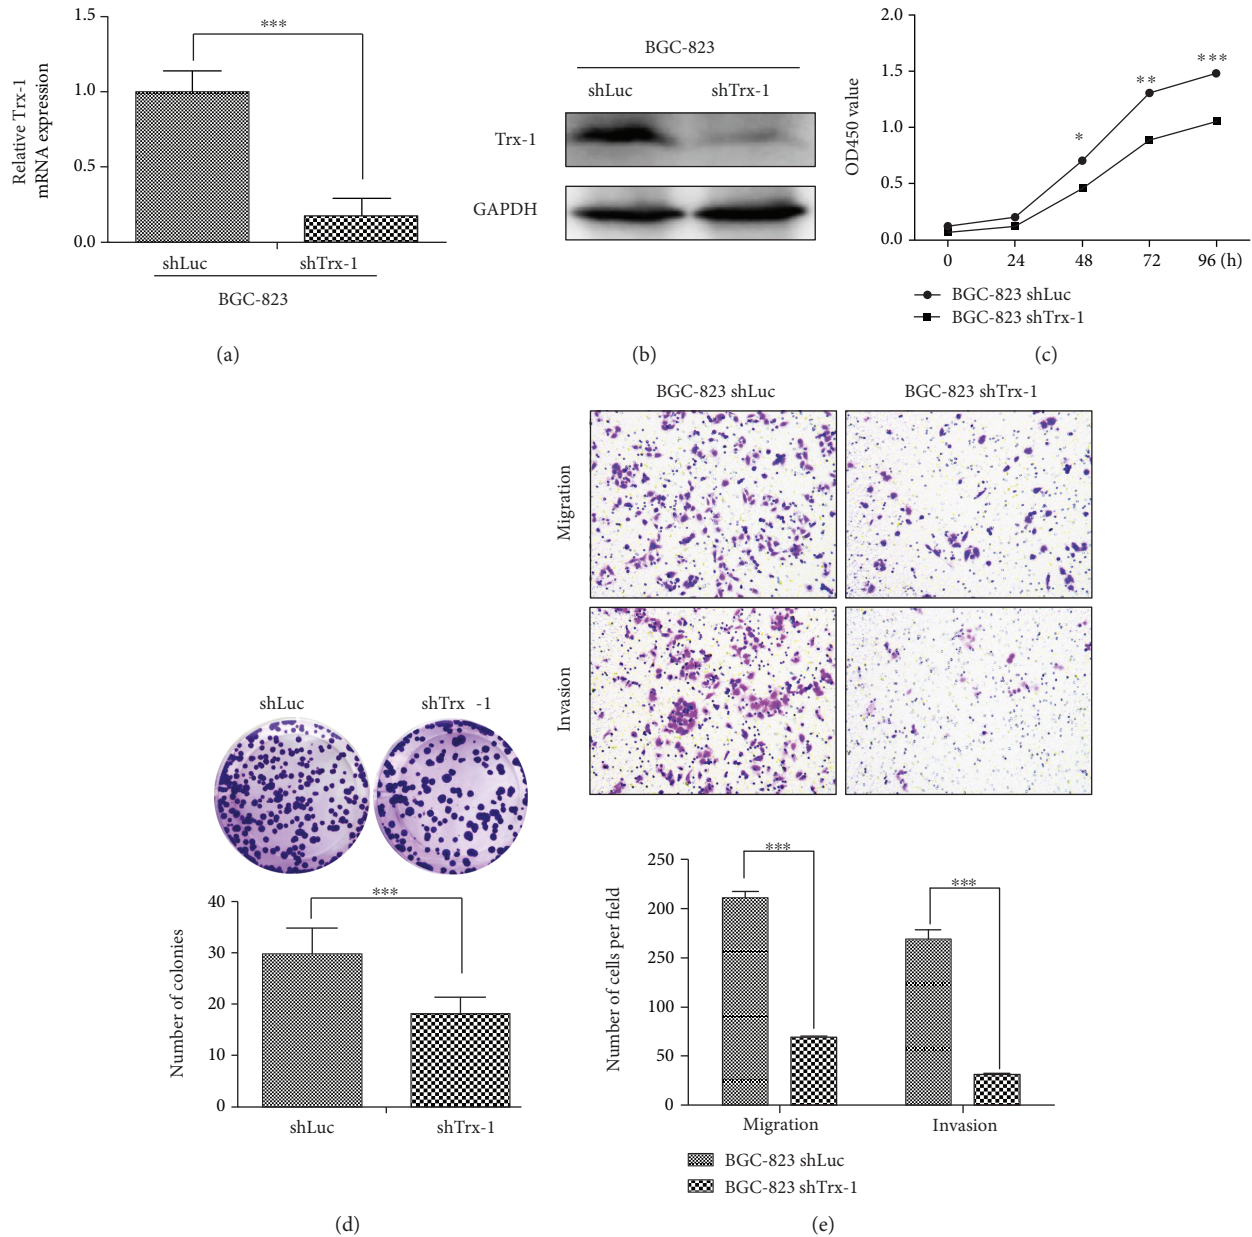 1.5
1.0
0.5
0.0
Relative Trx-1
mRNA expression
***
shLuc
shTrx-1
BGC-823
(a)
BGC-823
shLuc
shTrx-1
Trx-1
GAPDH
(b)
2.0
1.5
1.0
0.5
0.0
OD450 value
*
**
***
0
24
48
72
96 (h)
BGC-823 shLuc
BGC-823 shTrx-1
(c)
shLuc
shTrx -1
40
30
20
10
0
Number of colonies
***
shLuc
shTrx-1
(d)
BGC-823 shLuc
BGC-823 shTrx-1
Migration
Invasion
250
200
250
100
50
0
Number of cells per field
***
***
Migration
Invasion
BGC-823 shLuc
BGC-823 shTrx-1
(e)